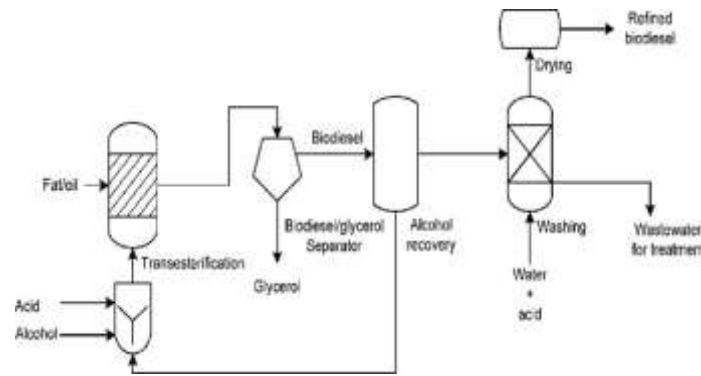 Refined
biodiesel
Drying
Biodiesel
Fat/oil
Biodiesel/glycerol
Separator
Alcohol
recovery
Washing
Wastewater
for treatment
Transesterification
Glycerol
Water
+
acid
Acid
Alcohol